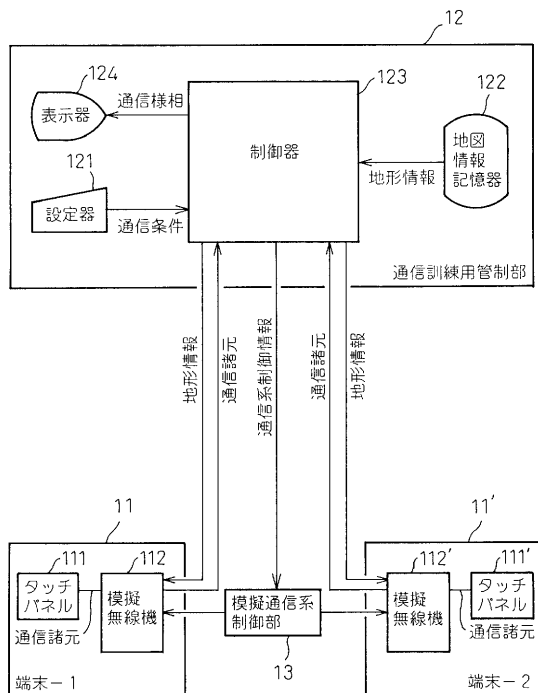 12
124
123
122
表示器
通信様相
制御器
地図
情報
記憶器
地形情報
121
設定器
通信条件
通信訓練用管制部
地形情報
通信諸元
通信系制御情報
通信諸元
地形情報
11
11'
111
112
タッチ
パネル
模擬
無線機
通信諸元
端末-1
模擬通信系
制御部
13
112'
111'
模擬
無線機
タッチ
パネル
通信諸元
端末-2